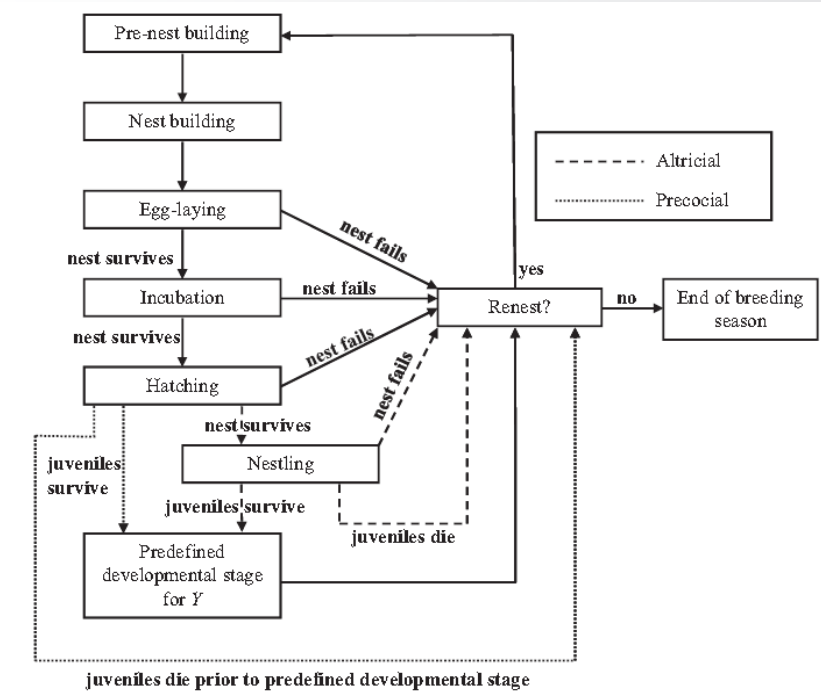 Pre-nest building
Nest building
Altricial
Precocial
Egg-laying
nest fails
nest survives
yes
Incubation
nest fails
Renest?
no
End of breeding
season
nest survives
nest fails
Hatching
nest fails
nest survives
juveniles
survive
Nestling
juveniles survive
juveniles die
Predefined
developmental stage
for Y
juveniles die prior to predefined developmental stage